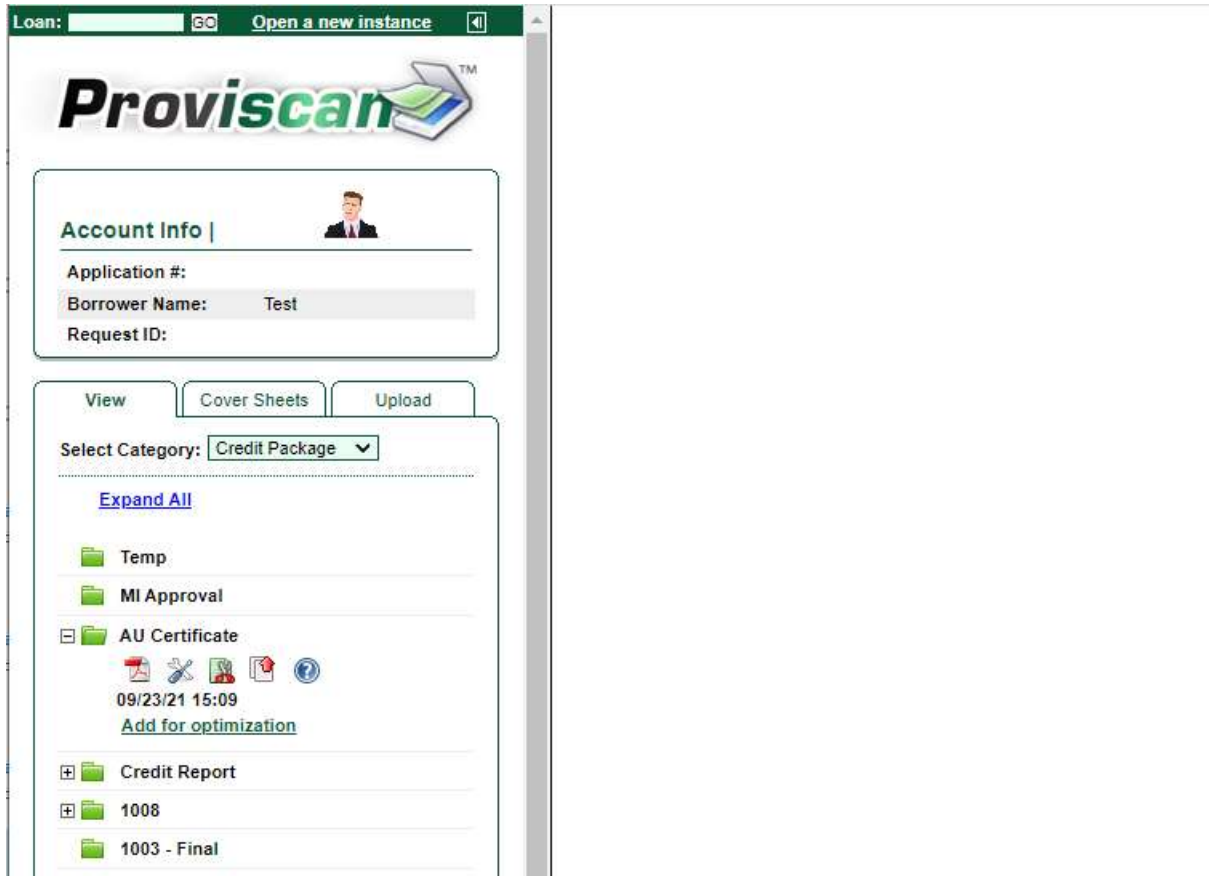 Loan: GO Open a new instance
Proviscan™
Account Info |
Application #:
Borrower Name: Test
Request ID:
View Cover Sheets Upload
Select Category: Credit Package
Expand All
Temp
MI Approval
AU Certificate
09/23/21 15:09
Add for optimization
Credit Report
1008
1003 - Final